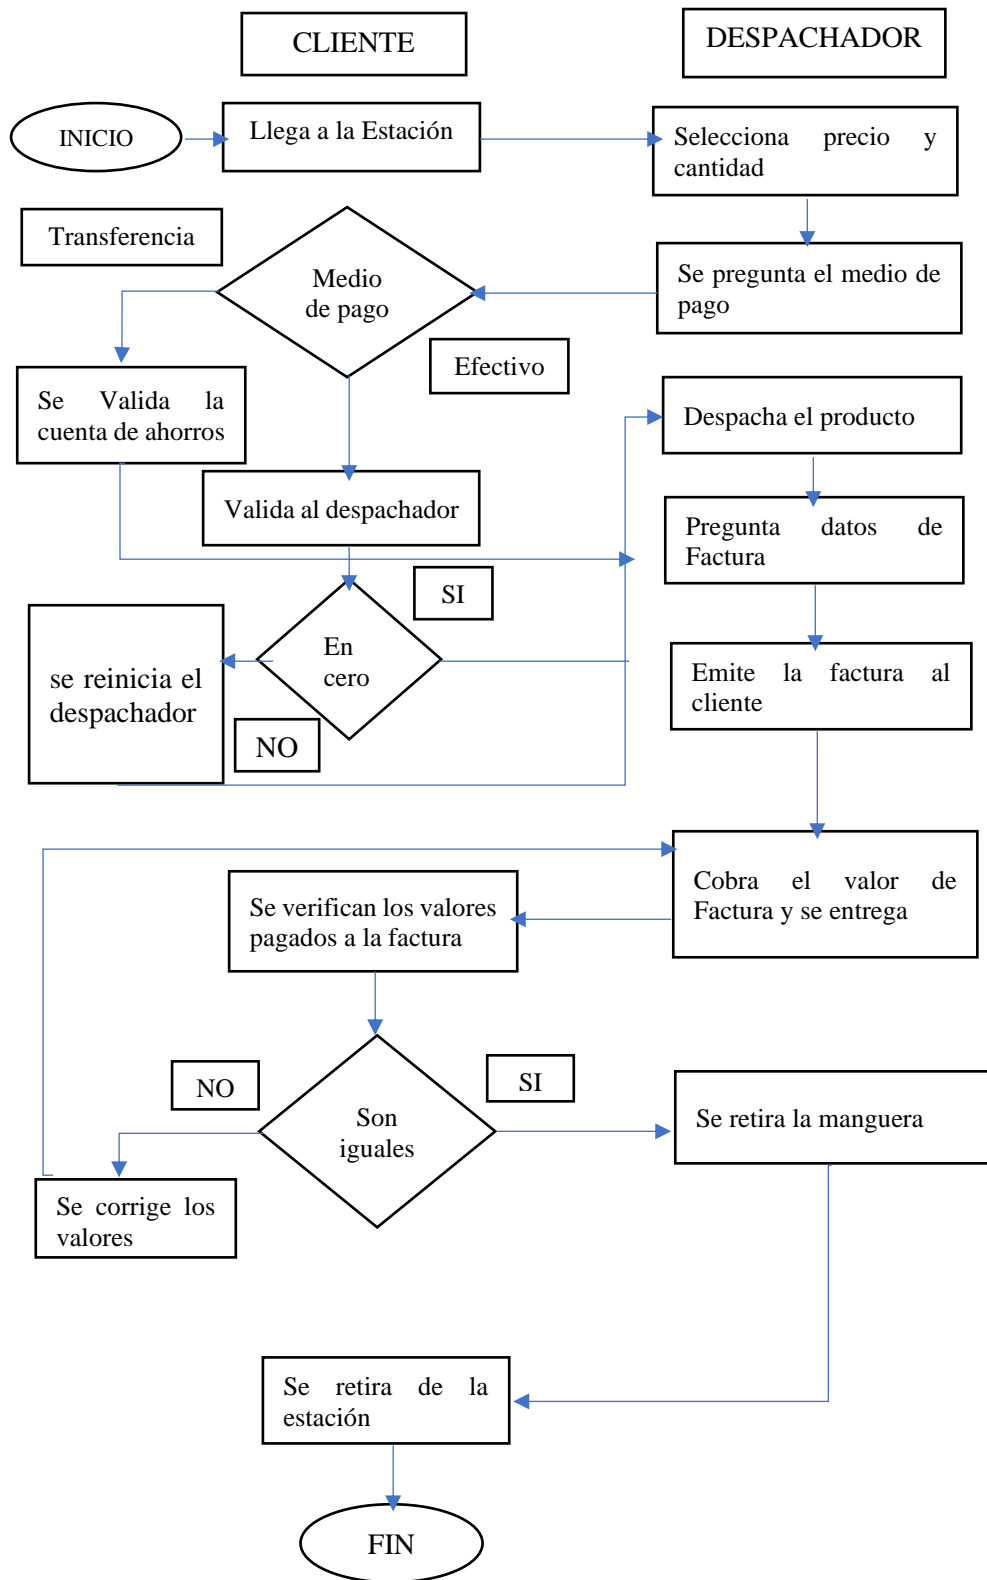 CLIENTE
DESPACHADOR
INICIO
Llega a la Estación
Selecciona precio y
cantidad
Transferencia
Medio
de pago
Se pregunta el medio de
pago
Efectivo
Se Valida la
cuenta de ahorros
Despacha el producto
Valida al despachador
Pregunta datos de
Factura
SI
En
cero
se reinicia el
despachador
NO
Emite la factura al
cliente
Cobra el valor de
Factura y se entrega
Se verifican los valores
pagados a la factura
NO
SI
Son
iguales
Se retira la manguera
Se corrige los
valores
Se retira de la
estación
FIN